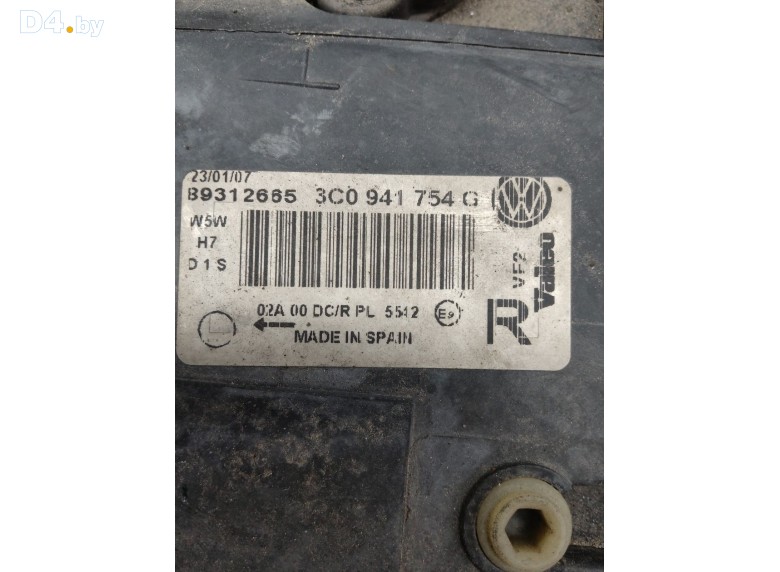 D4.by
23/01/07
89312665 3C0 941 754 G
W5W
H7
D1S
VF2
Valeo
R
02A 00 DC/R PL 5542 E9
MADE IN SPAIN